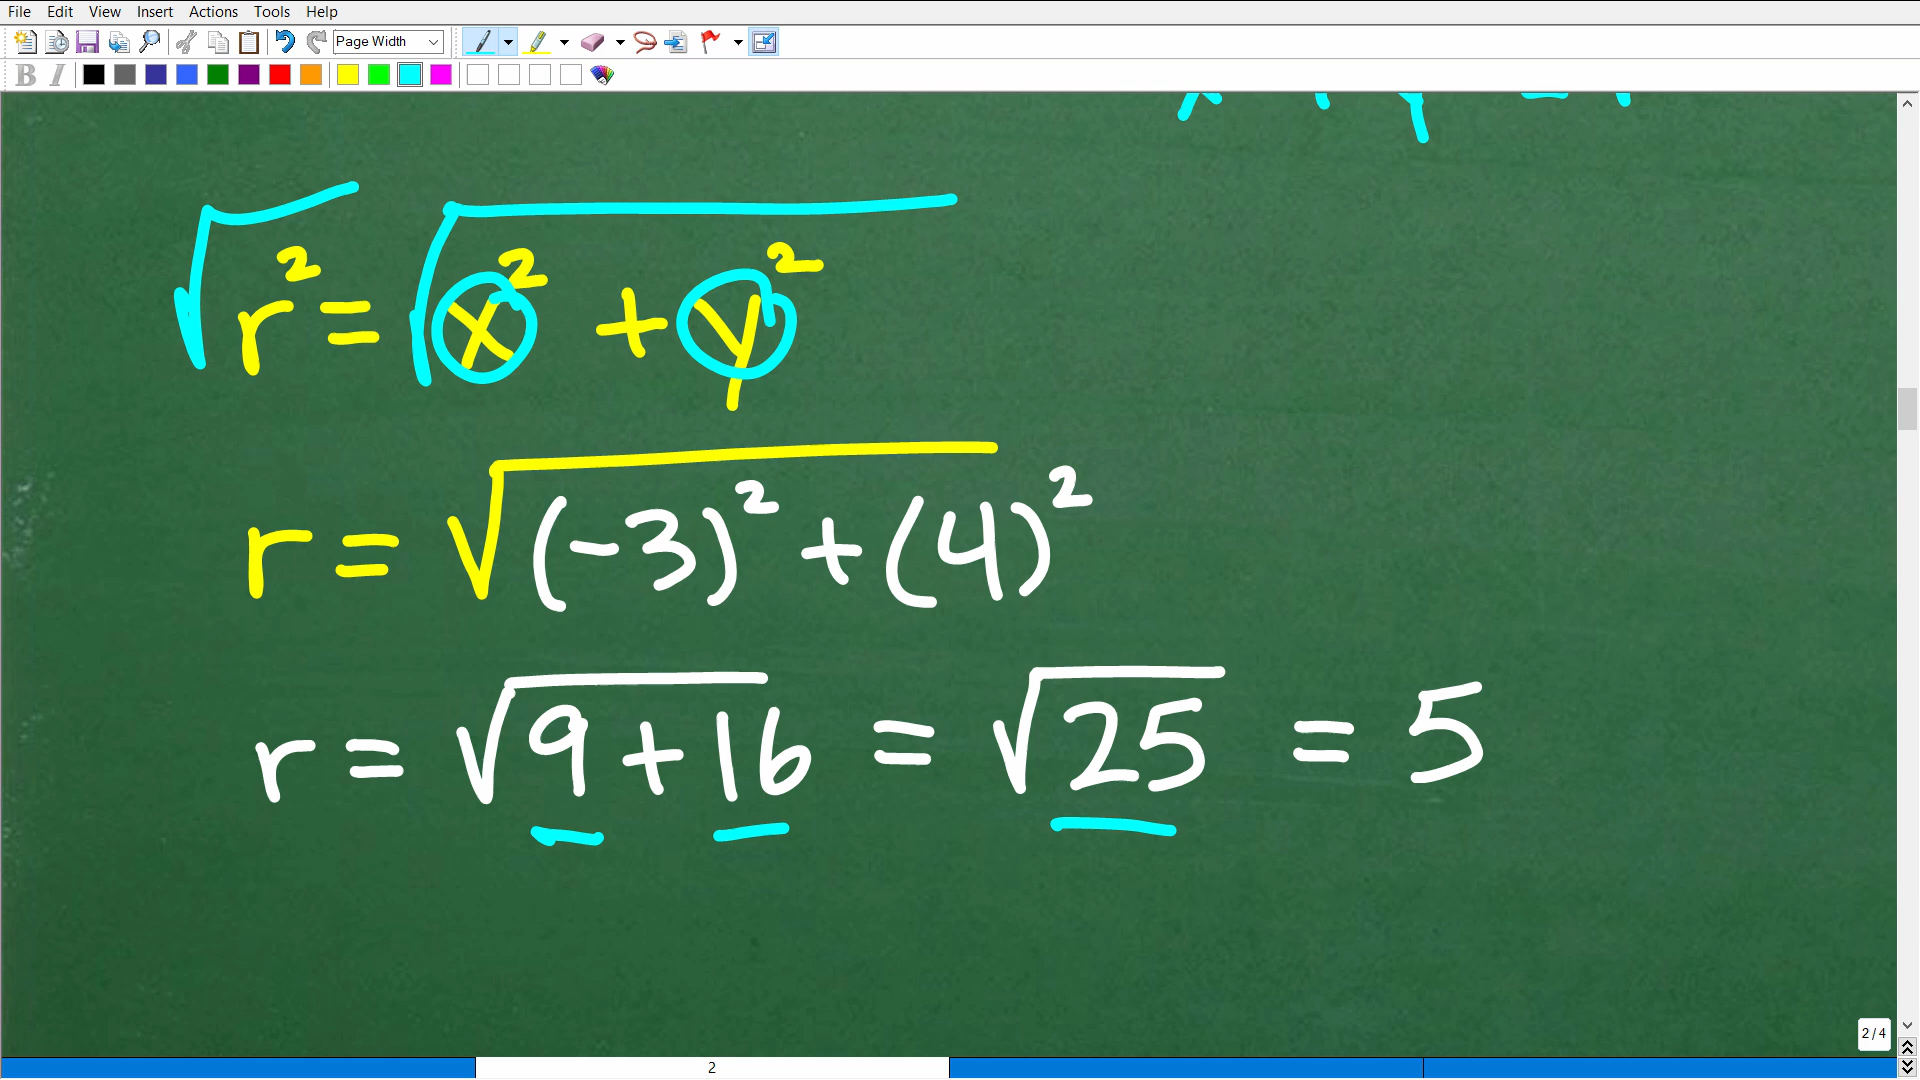 File Edit View Insert Actions Tools Help
Page Width
B I
√r² = √x² + y²
r = √(-3)² + (4)²
r = √9 + 16 = √25 = 5
2 / 4
2